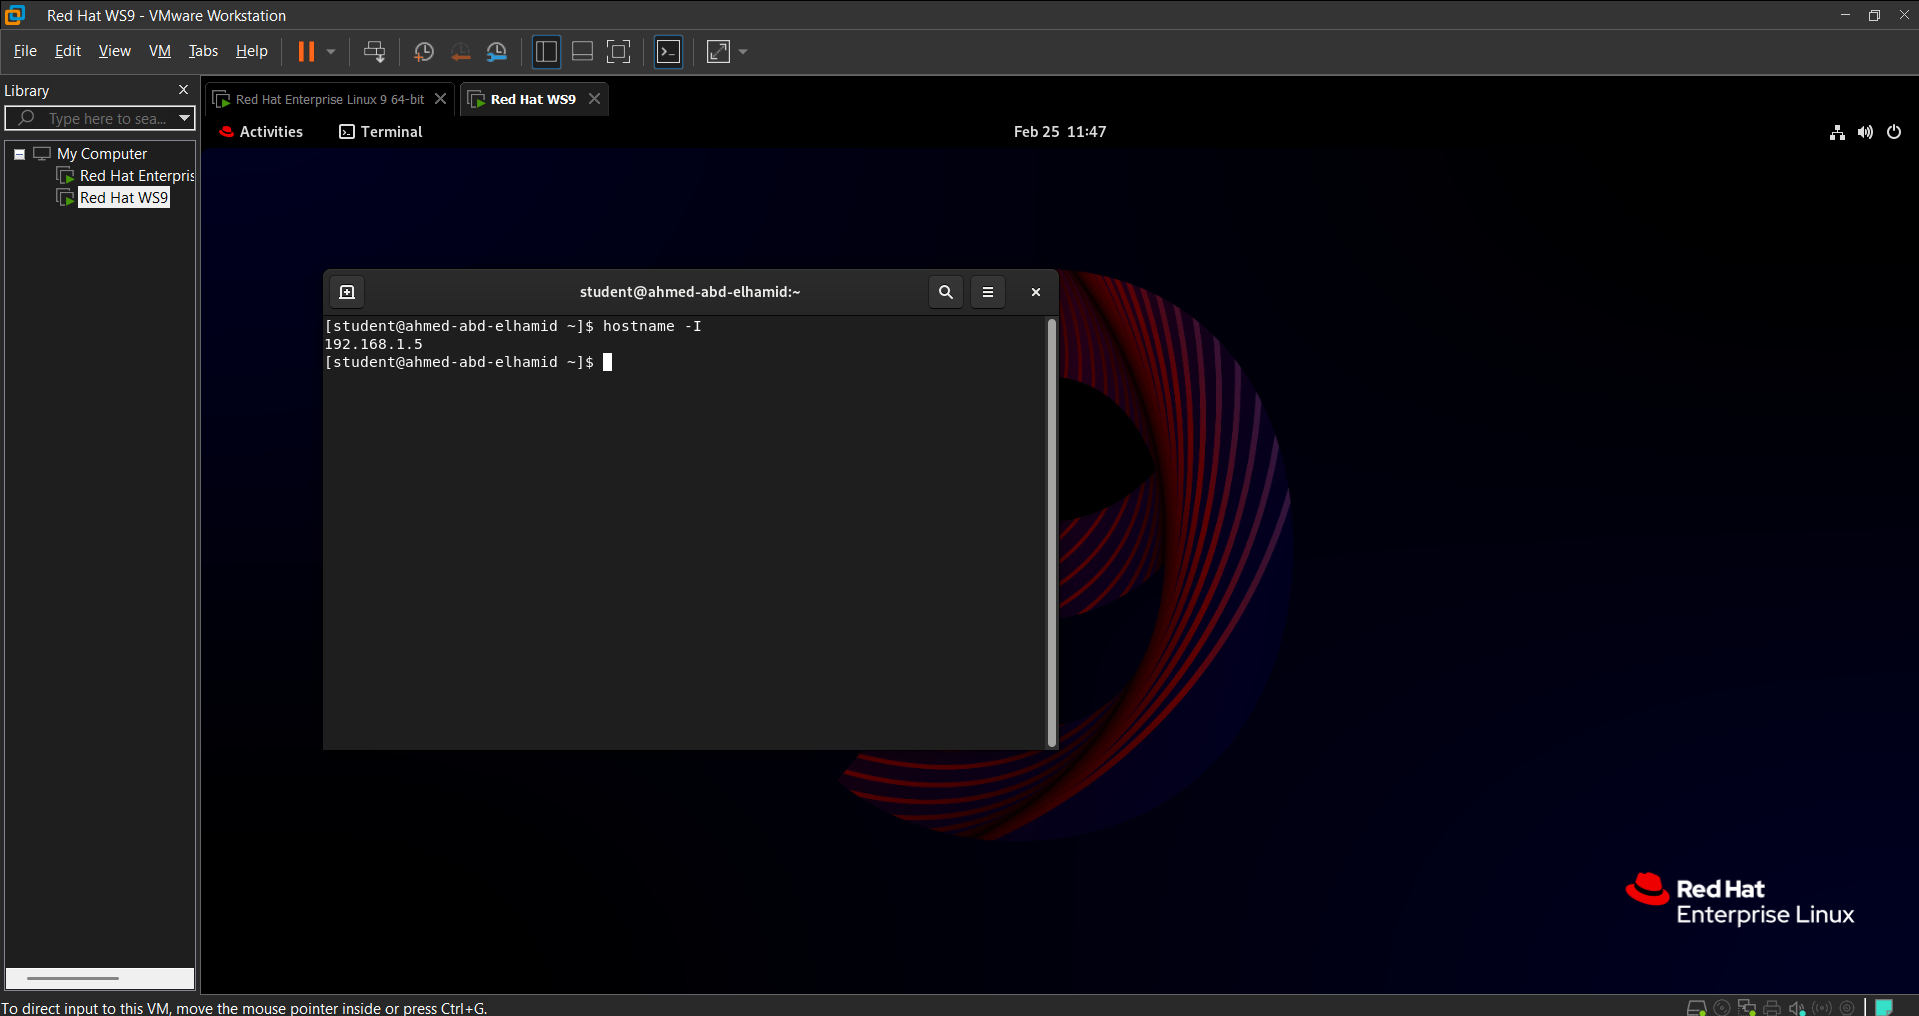 Red Hat WS9 - VMware Workstation
File Edit View VM Tabs Help
Library
Type here to sea...
My Computer
Red Hat Enterpris
Red Hat WS9
Red Hat Enterprise Linux 9 64-bit
Red Hat WS9
Activities
Terminal
Feb 25 11:47
student@ahmed-abd-elhamid:~
[student@ahmed-abd-elhamid ~]$ hostname -I
192.168.1.5
[student@ahmed-abd-elhamid ~]$
Red Hat
Enterprise Linux
To direct input to this VM, move the mouse pointer inside or press Ctrl+G.